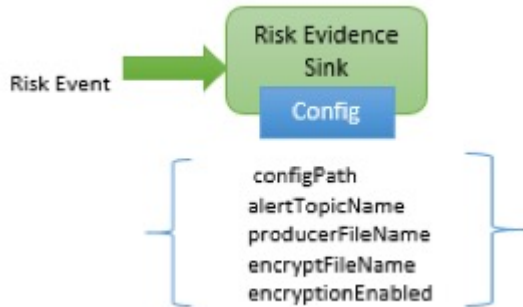 Risk Evidence
Sink
Risk Event
Config
configPath
alertTopicName
producerFileName
encryptFileName
encryptionEnabled